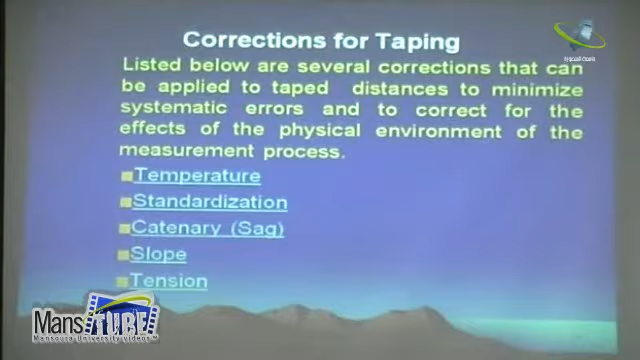 Corrections for Taping
Listed below are several corrections that can
be applied to taped distances to minimize
systematic errors and to correct for the
effects of the physical environment of the
measurement process.
Temperature
Standardization
Catenary (Sag)
Slope
Tension
Mans TUBE
Mansoura University videos